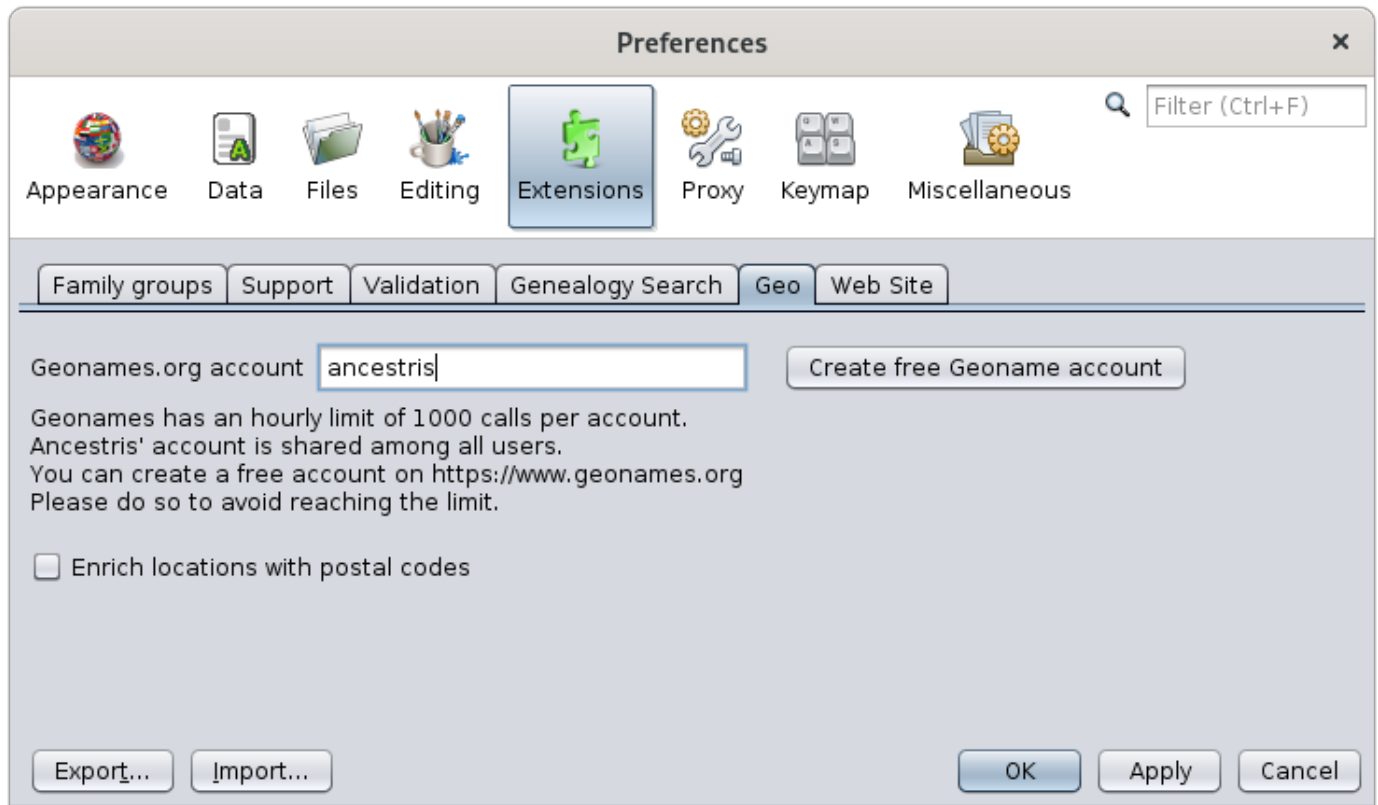 Preferences
Filter (Ctrl+F)
Appearance
Data
Files
Editing
Extensions
Proxy
Keymap
Miscellaneous
Family groups
Support
Validation
Genealogy Search
Geo
Web Site
Geonames.org account
ancestris
Create free Geoname account
Geonames has an hourly limit of 1000 calls per account.
Ancestris' account is shared among all users.
You can create a free account on https://www.geonames.org
Please do so to avoid reaching the limit.
Enrich locations with postal codes
Export...
Import...
OK
Apply
Cancel